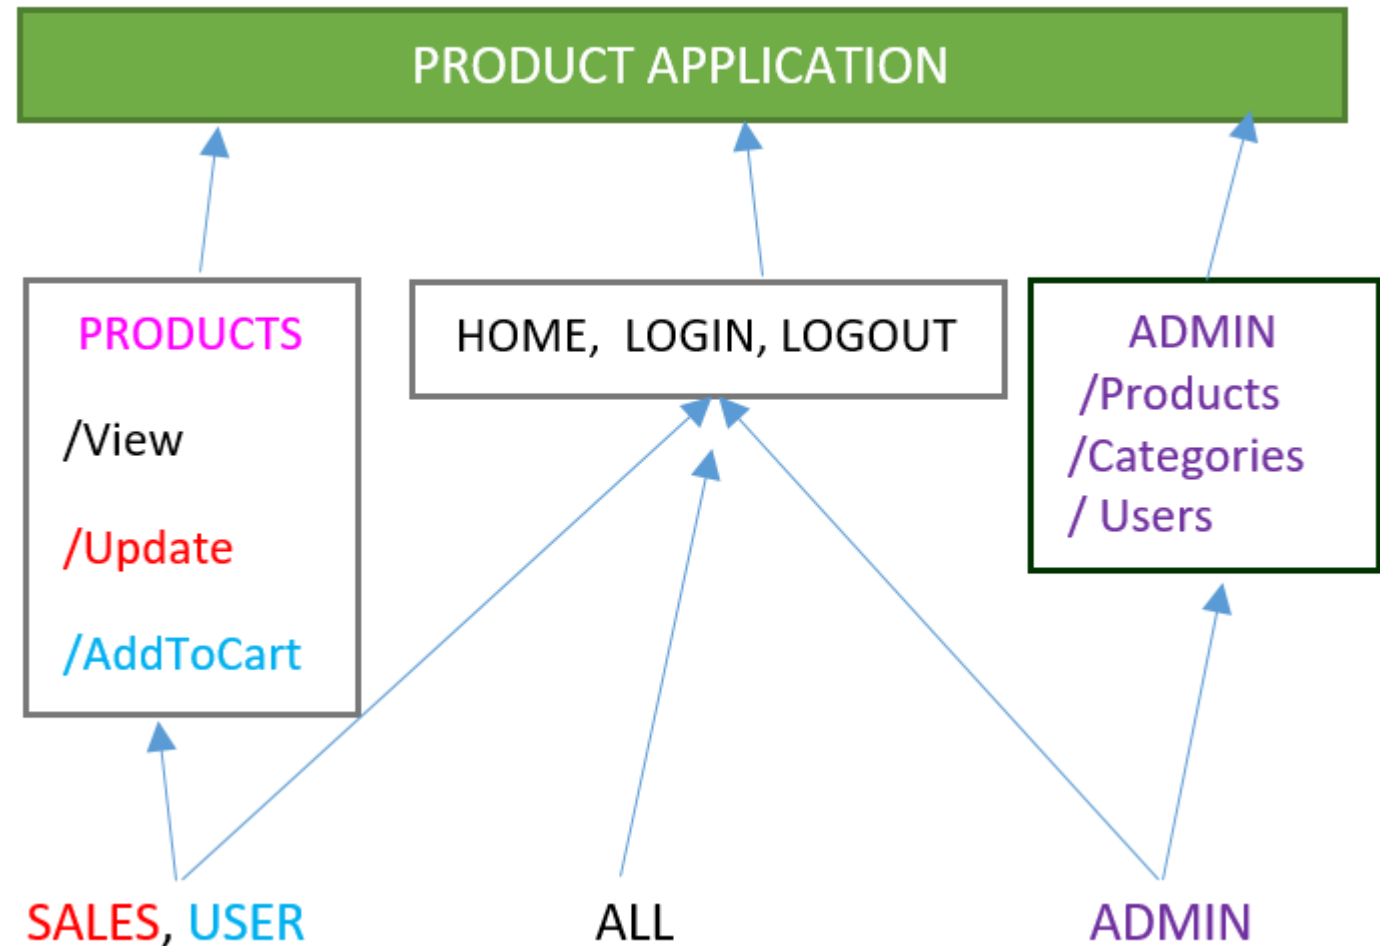 PRODUCT APPLICATION
PRODUCTS
/View
/Update
/AddToCart
HOME, LOGIN, LOGOUT
ADMIN
/Products
/Categories
/ Users
SALES, USER
ALL
ADMIN